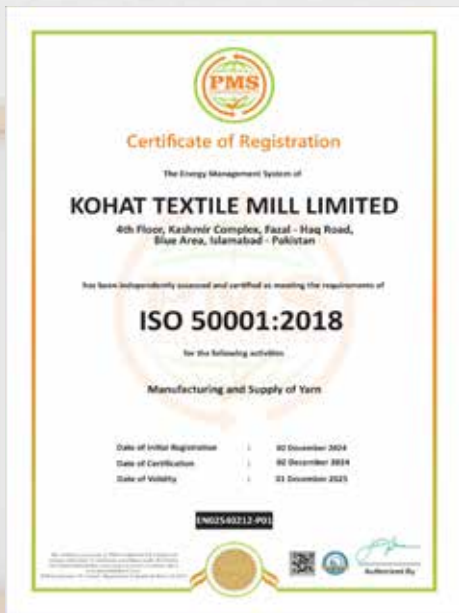 PMS
Certificate of Registration
The Energy Management System of
KOHAT TEXTILE MILL LIMITED
4th Floor, Kashmir Complex, Fazal - Haq Road,
Blue Area, Islamabad - Pakistan
has been independently assessed and certified as meeting the requirements of
ISO 50001:2018
for the following activities
Manufacturing and Supply of Yarn
Date of Initial Registration : 02 December 2024
Date of Certification : 02 December 2024
Date of Validity : 01 December 2025
EN02540212-P01
Authorized By